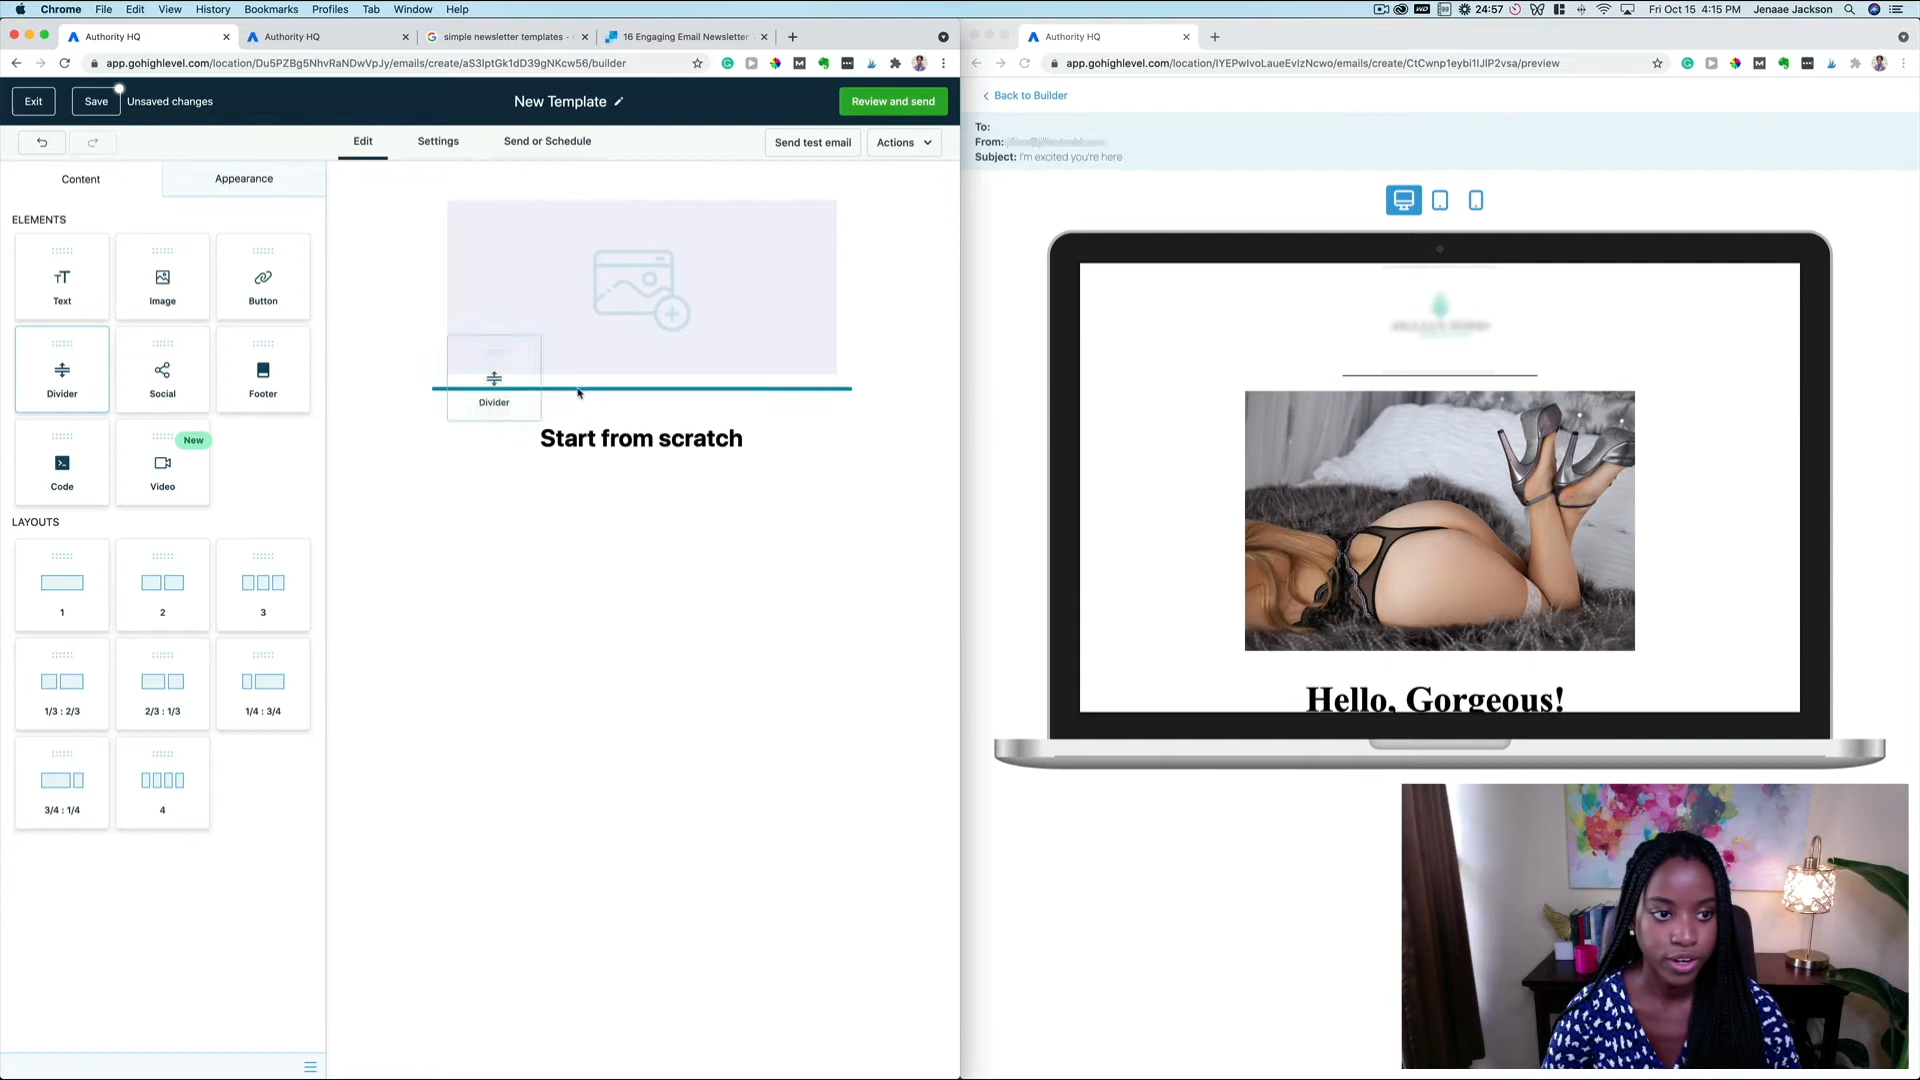 Chrome File Edit View History Bookmarks Profiles Tab Window Help
24:57 Fri Oct 15 4:15 PM Jenaae Jackson
Authority HQ
Authority HQ
simple newsletter templates -
16 Engaging Email Newsletter
app.gohighlevel.com/location/Du5PZBg5NhvRaNDwVpJy/emails/create/aS3lptGk1dD39gNKcw56/builder
Exit
Save
Unsaved changes
New Template
Review and send
Edit
Settings
Send or Schedule
Send test email
Actions
Content
Appearance
ELEMENTS
Text
Image
Button
Divider
Social
Footer
Code
New
Video
LAYOUTS
1
2
3
1/3 : 2/3
2/3 : 1/3
1/4 : 3/4
3/4 : 1/4
4
Divider
Start from scratch
Authority HQ
app.gohighlevel.com/location/IYEPwIvoLaueEvIzNcwo/emails/create/CtCwnp1eybi1IJIP2vsa/preview
Back to Builder
To:
From:
Subject: I'm excited you're here
Hello, Gorgeous!